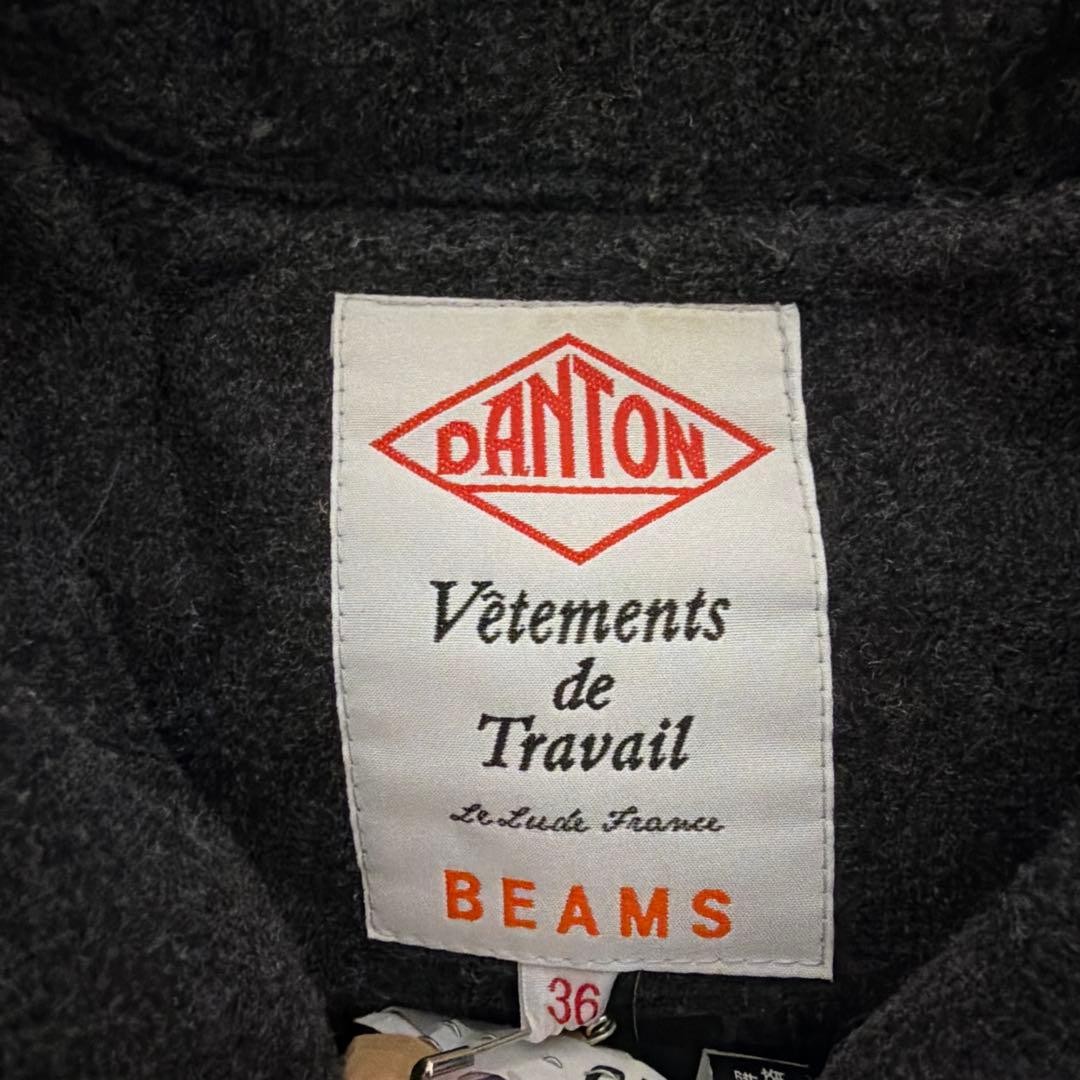 DANTON
Vêtements
de
Travail
Le Lude France
BEAMS
36